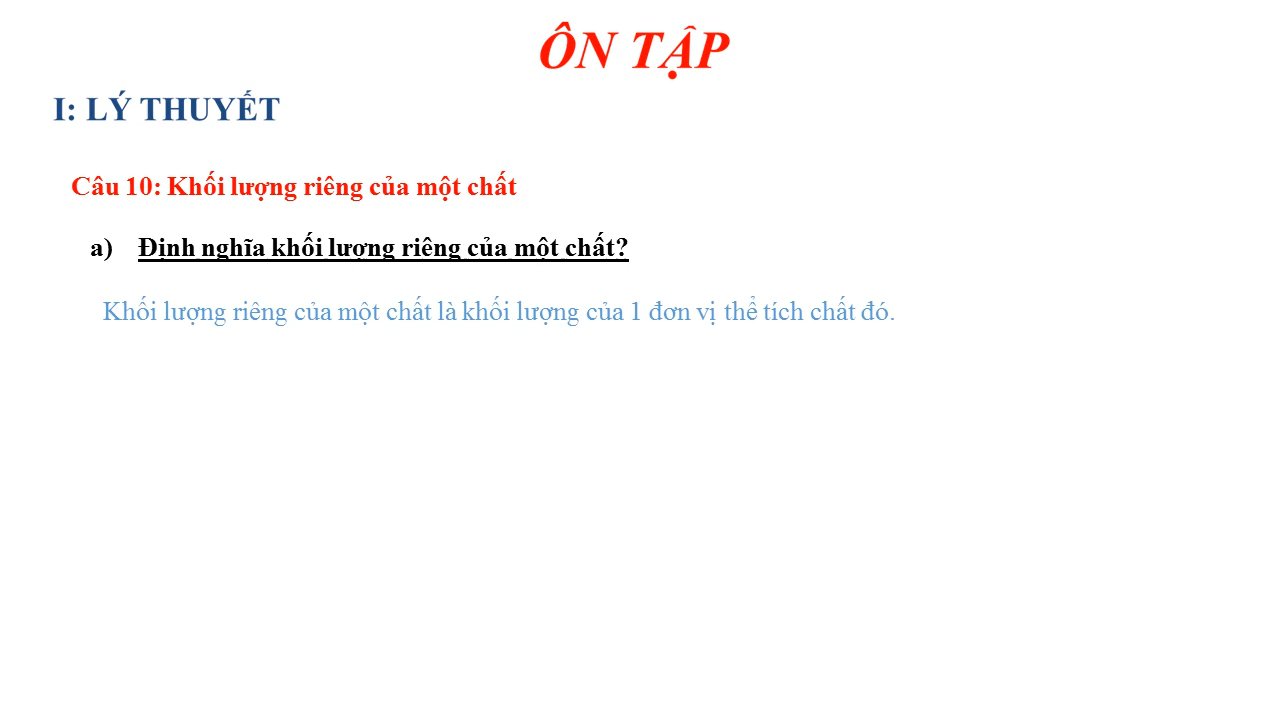 ÔN TẬP
I: LÝ THUYẾT
Câu 10: Khối lượng riêng của một chất
a) Định nghĩa khối lượng riêng của một chất?
Khối lượng riêng của một chất là khối lượng của 1 đơn vị thể tích chất đó.